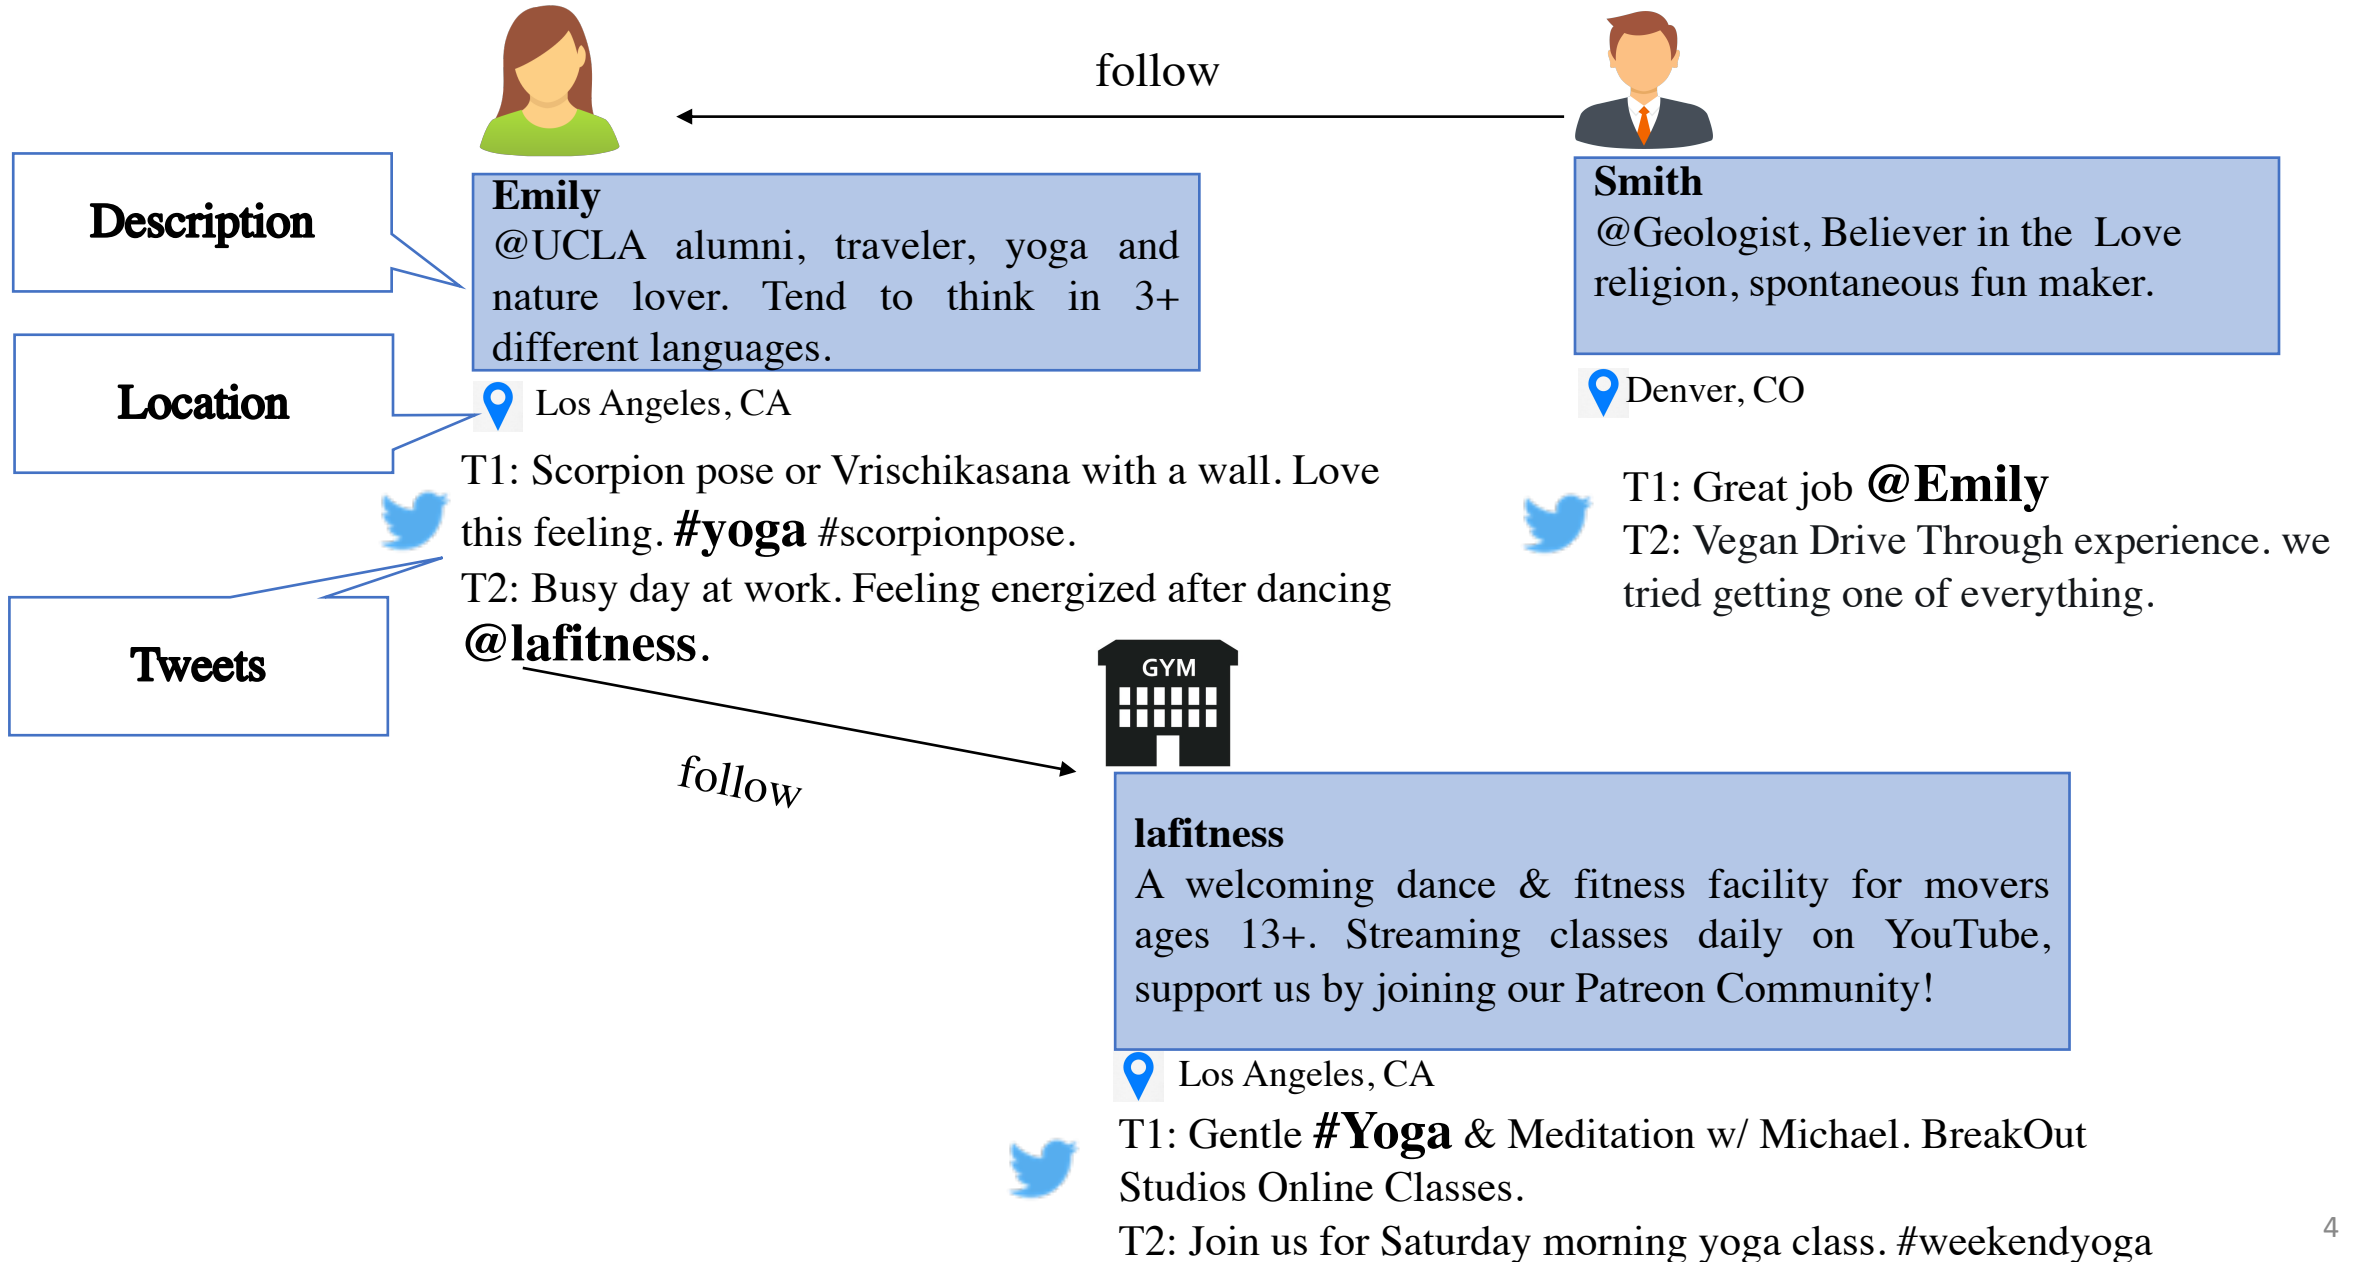 follow
Description
Emily
@UCLA alumni, traveler, yoga and
nature lover. Tend to think in 3+
different languages.
Smith
@Geologist, Believer in the Love
religion, spontaneous fun maker.
Location
Los Angeles, CA
Denver, CO
T1: Scorpion pose or Vrischikasana with a wall. Love
this feeling. #yoga #scorpionpose.
T2: Busy day at work. Feeling energized after dancing
@lafitness.
T1: Great job @Emily
T2: Vegan Drive Through experience. we
tried getting one of everything.
Tweets
GYM
follow
lafitness
A welcoming dance & fitness facility for movers
ages 13+. Streaming classes daily on YouTube,
support us by joining our Patreon Community!
Los Angeles, CA
T1: Gentle #Yoga & Meditation w/ Michael. BreakOut
Studios Online Classes.
T2: Join us for Saturday morning yoga class. #weekendyoga
4